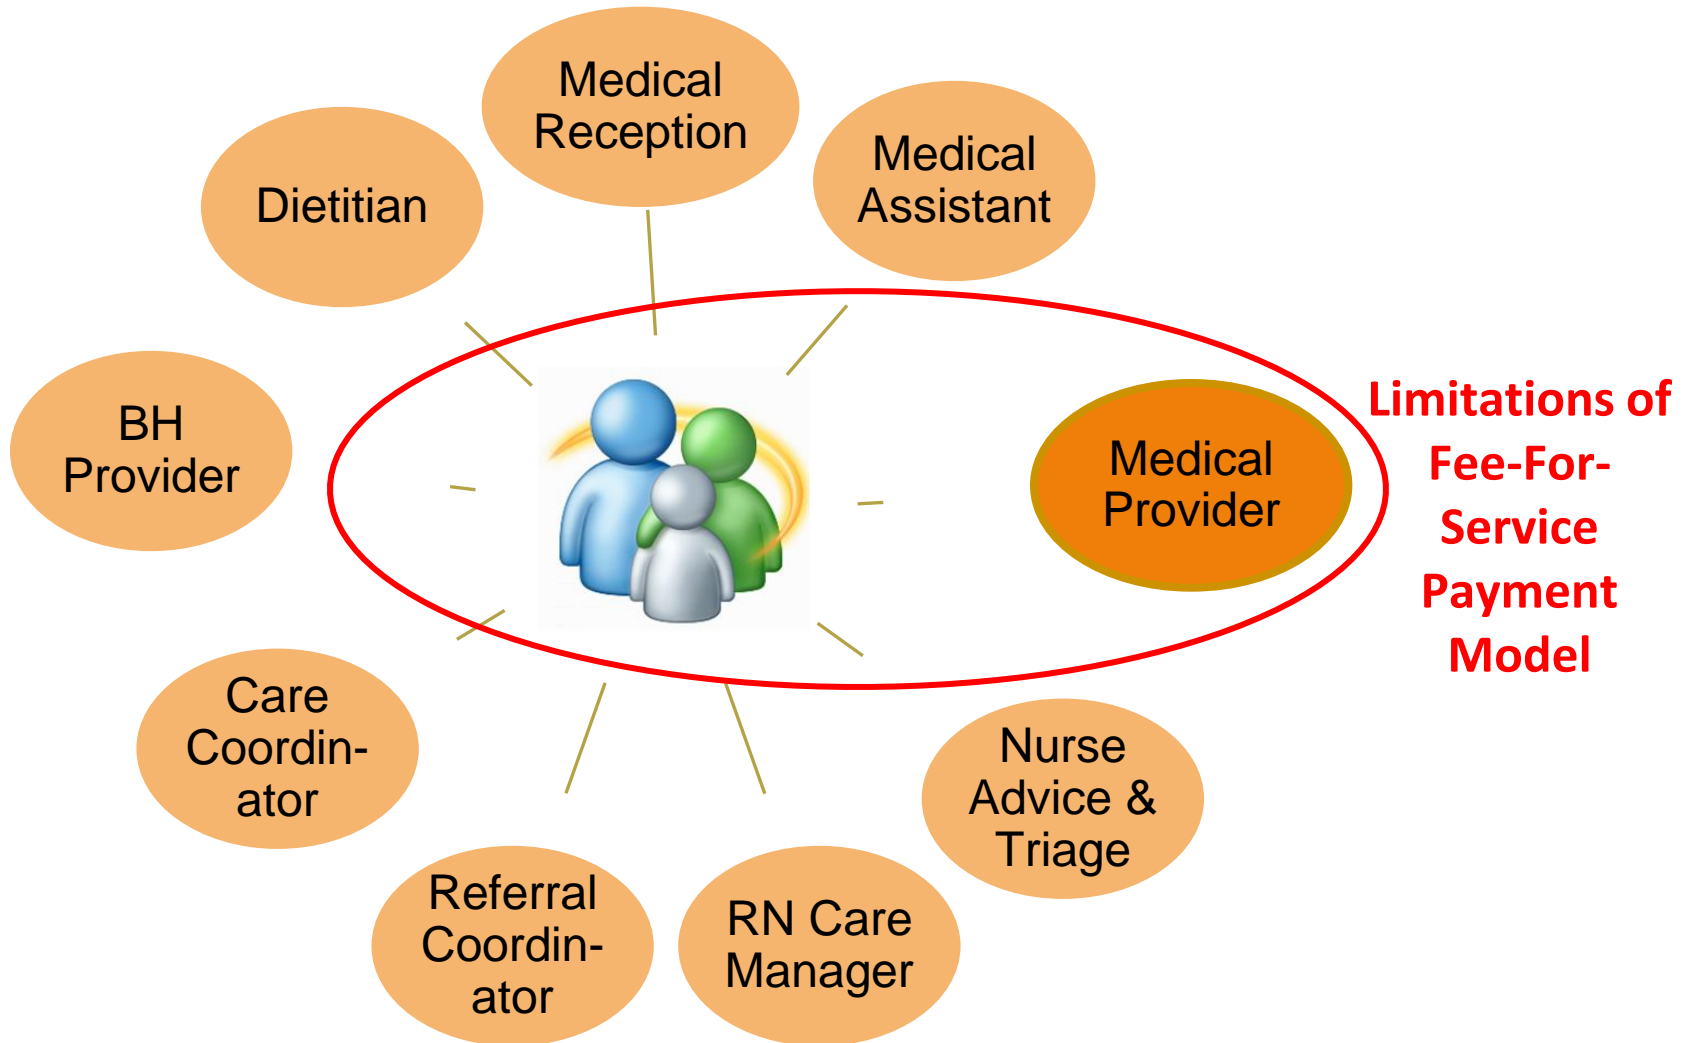 Medical
Reception
Medical
Assistant
Dietitian
BH
Provider
Medical
Provider
Limitations of
Fee-For-
Service
Payment
Model
Care
Coordin-
ator
Nurse
Advice &
Triage
Referral
Coordin-
ator
RN Care
Manager